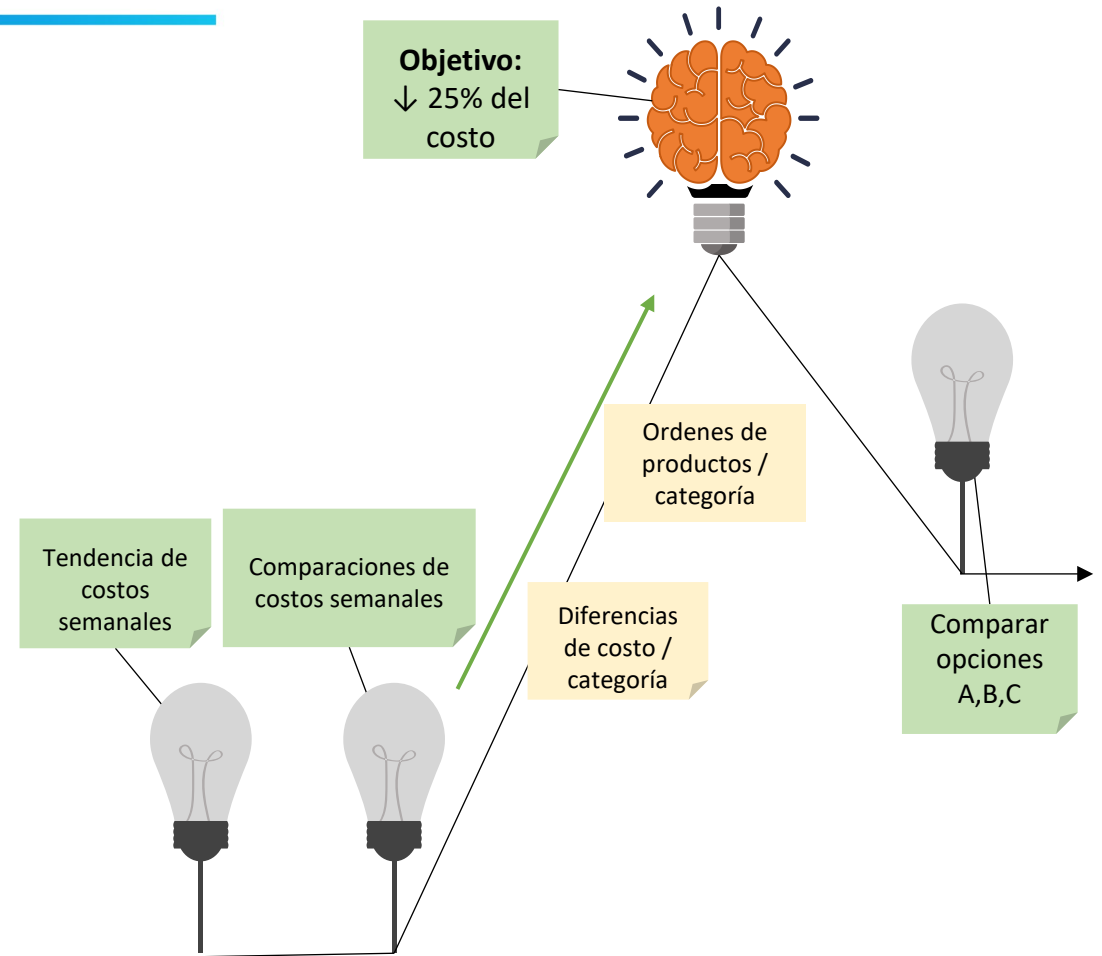 Objetivo:
↓ 25% del
costo
Ordenes de
productos /
categoría
Tendencia de
costos
semanales
Comparaciones de
costos semanales
Diferencias
de costo /
categoría
Comparar
opciones
A,B,C